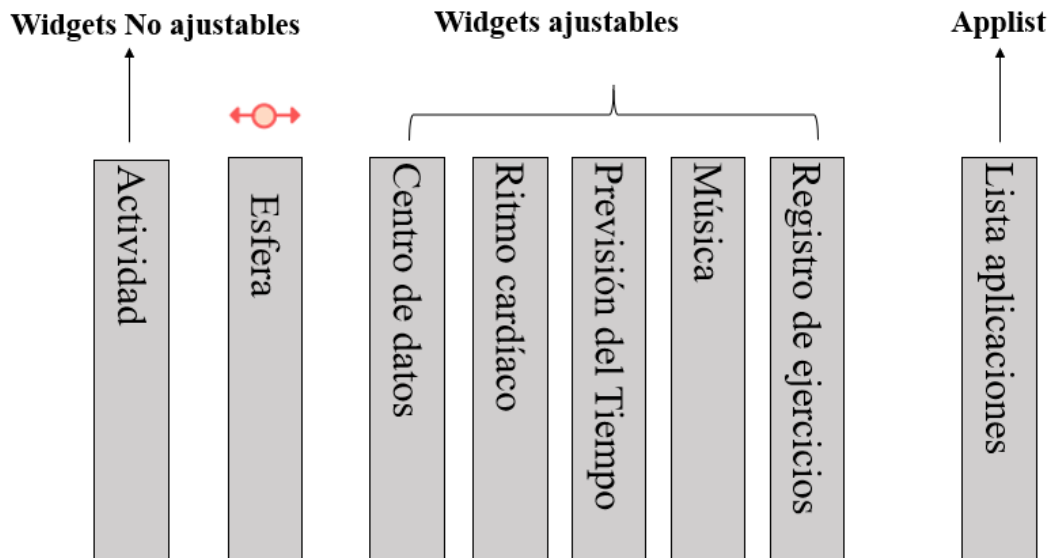 Widgets No ajustables
Widgets ajustables
Applist
Actividad
Esfera
Centro de datos
Ritmo cardíaco
Previsión del Tiempo
Música
Registro de ejercicios
Lista aplicaciones